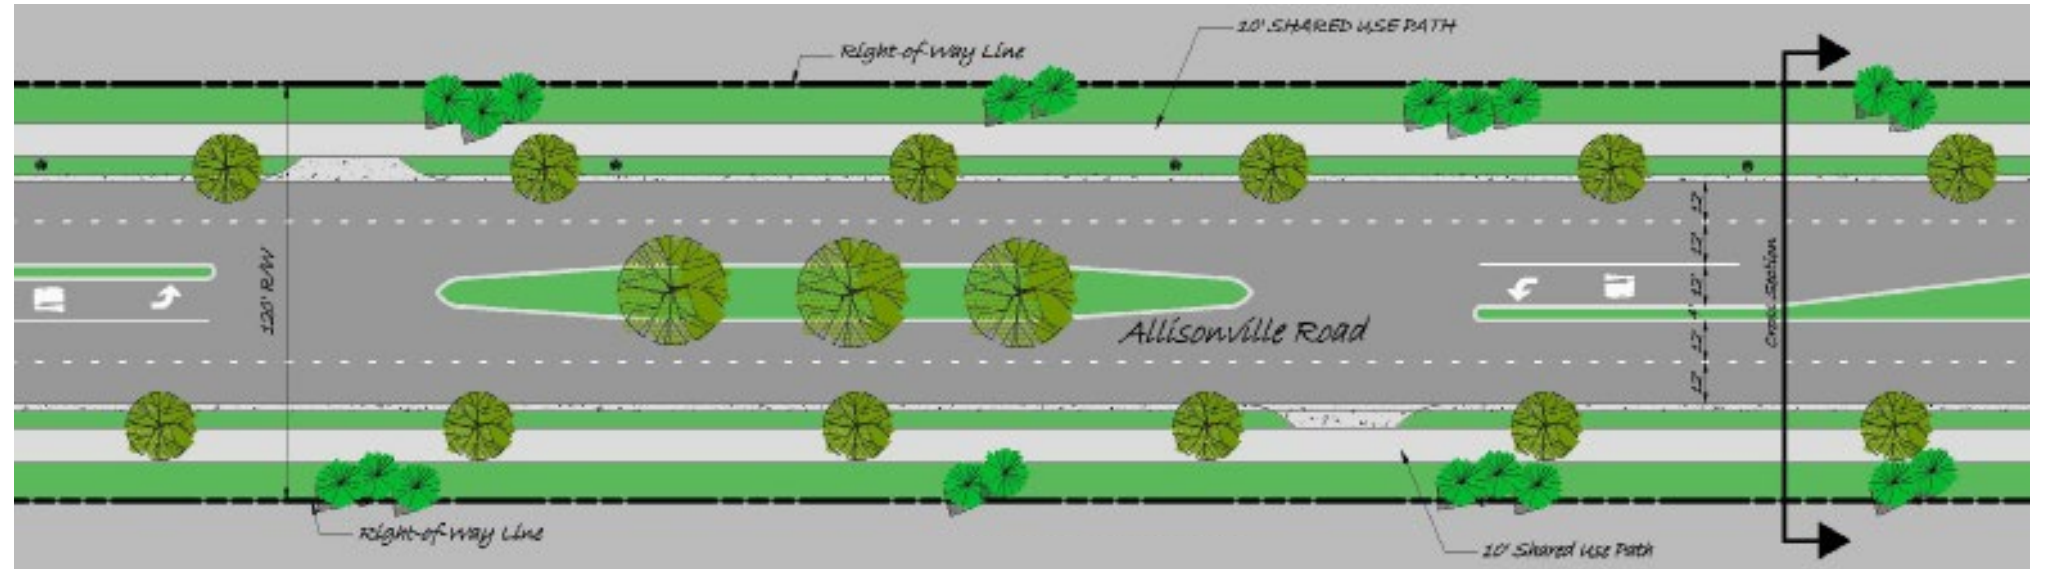 10' SHARED USE PATH
Right-of-Way Line
120' R/W
12'
12'
12'
4'
12'
12'
Cross Section
Allisonville Road
Right-of-Way Line
10' Shared Use Path